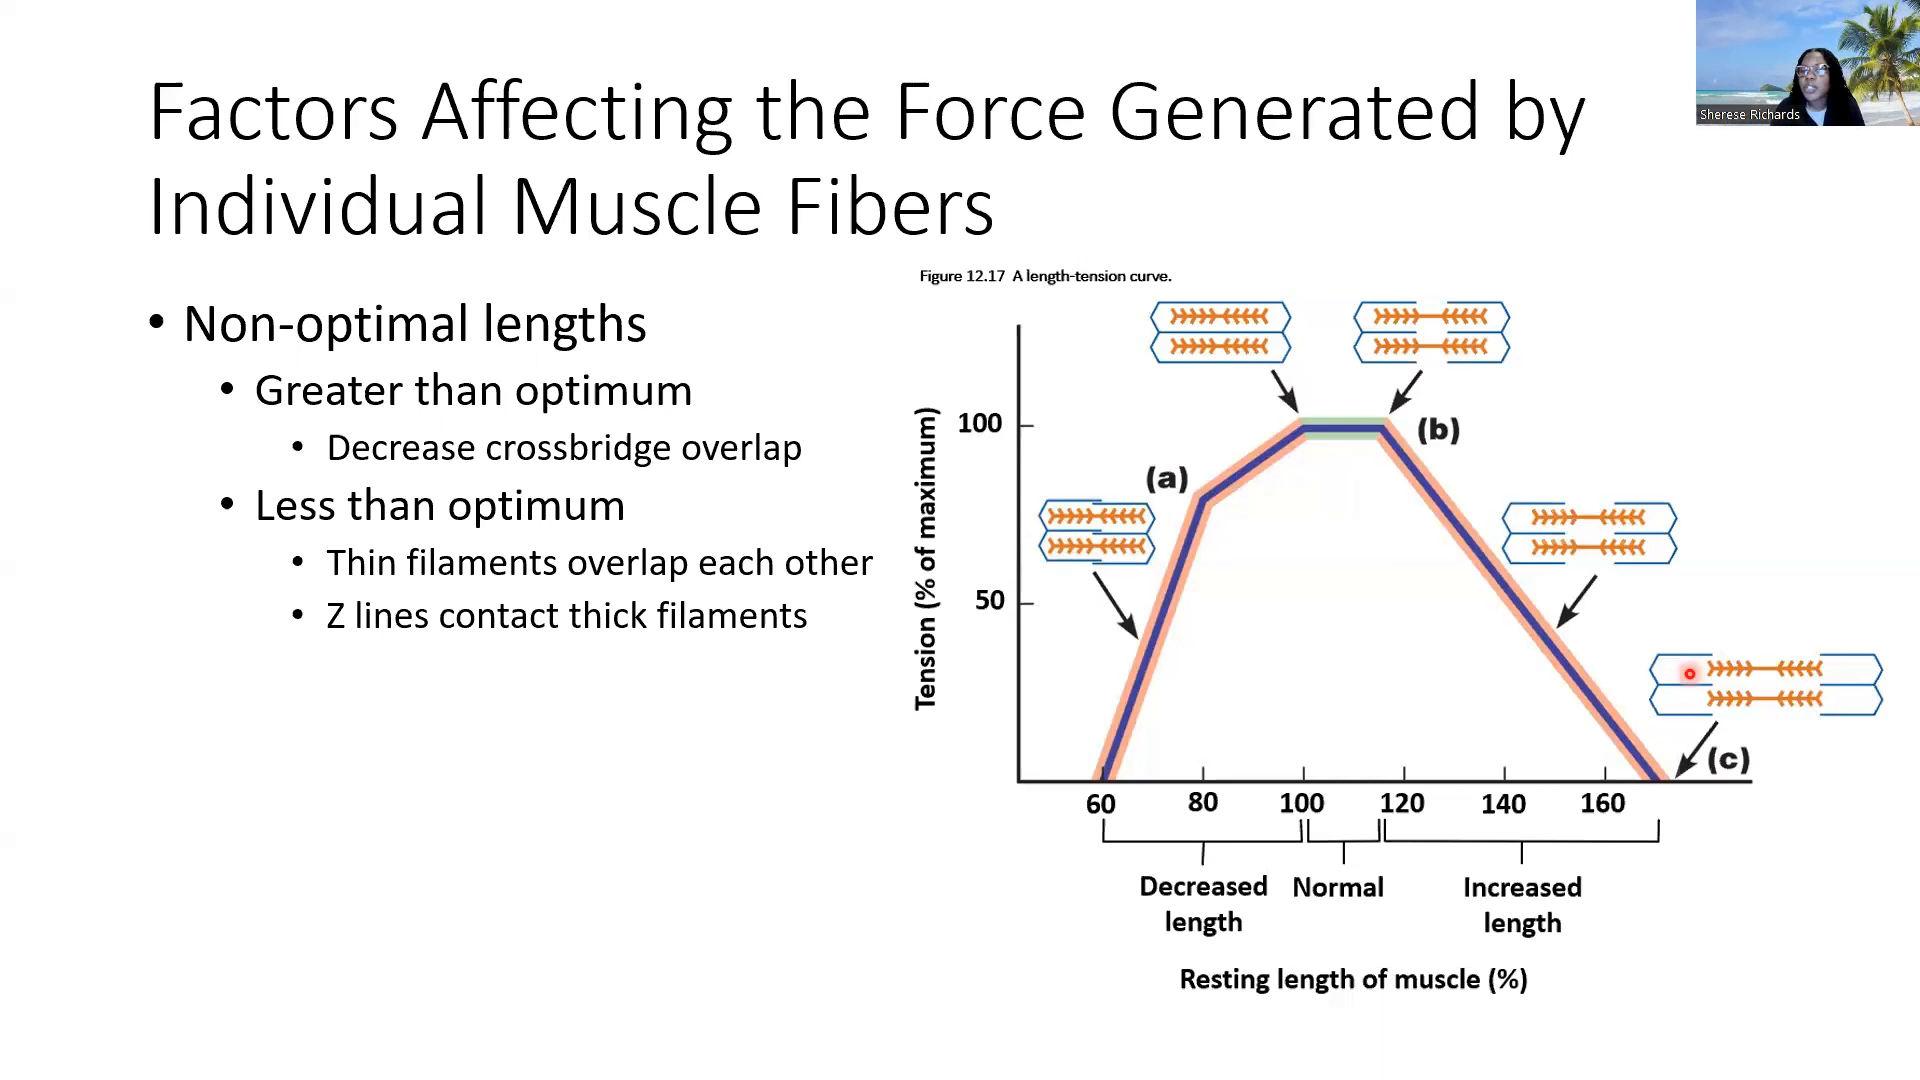 Factors Affecting the Force Generated by
Individual Muscle Fibers
Sherese Richards
• Non-optimal lengths
• Greater than optimum
• Decrease crossbridge overlap
• Less than optimum
• Thin filaments overlap each other
• Z lines contact thick filaments
Figure 12.17 A length-tension curve.
Tension (% of maximum)
100
50
(a)
(b)
(c)
60 80 100 120 140 160
Decreased
length
Normal
Increased
length
Resting length of muscle (%)